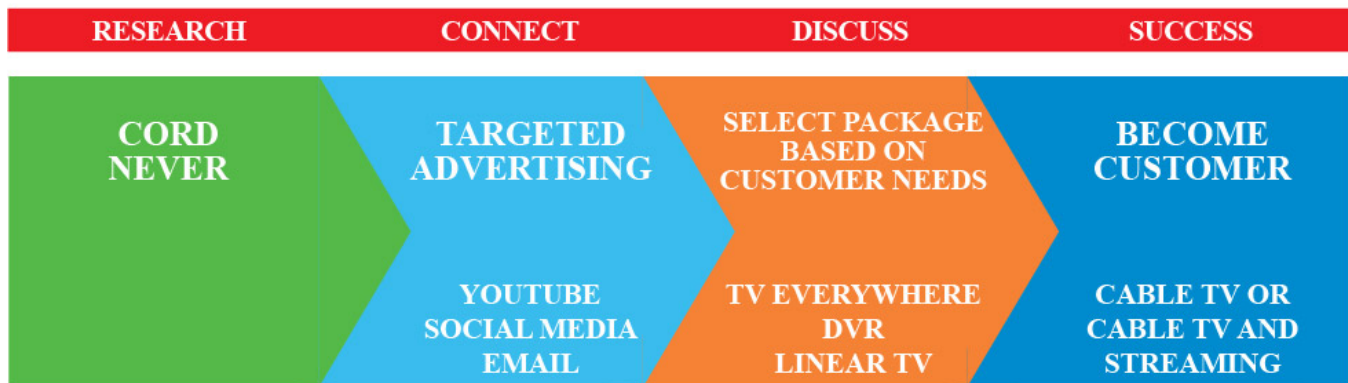 RESEARCH CONNECT DISCUSS SUCCESS
CORD
NEVER
TARGETED
ADVERTISING
YOUTUBE
SOCIAL MEDIA
EMAIL
SELECT PACKAGE
BASED ON
CUSTOMER NEEDS
TV EVERYWHERE
DVR
LINEAR TV
BECOME
CUSTOMER
CABLE TV OR
CABLE TV AND
STREAMING